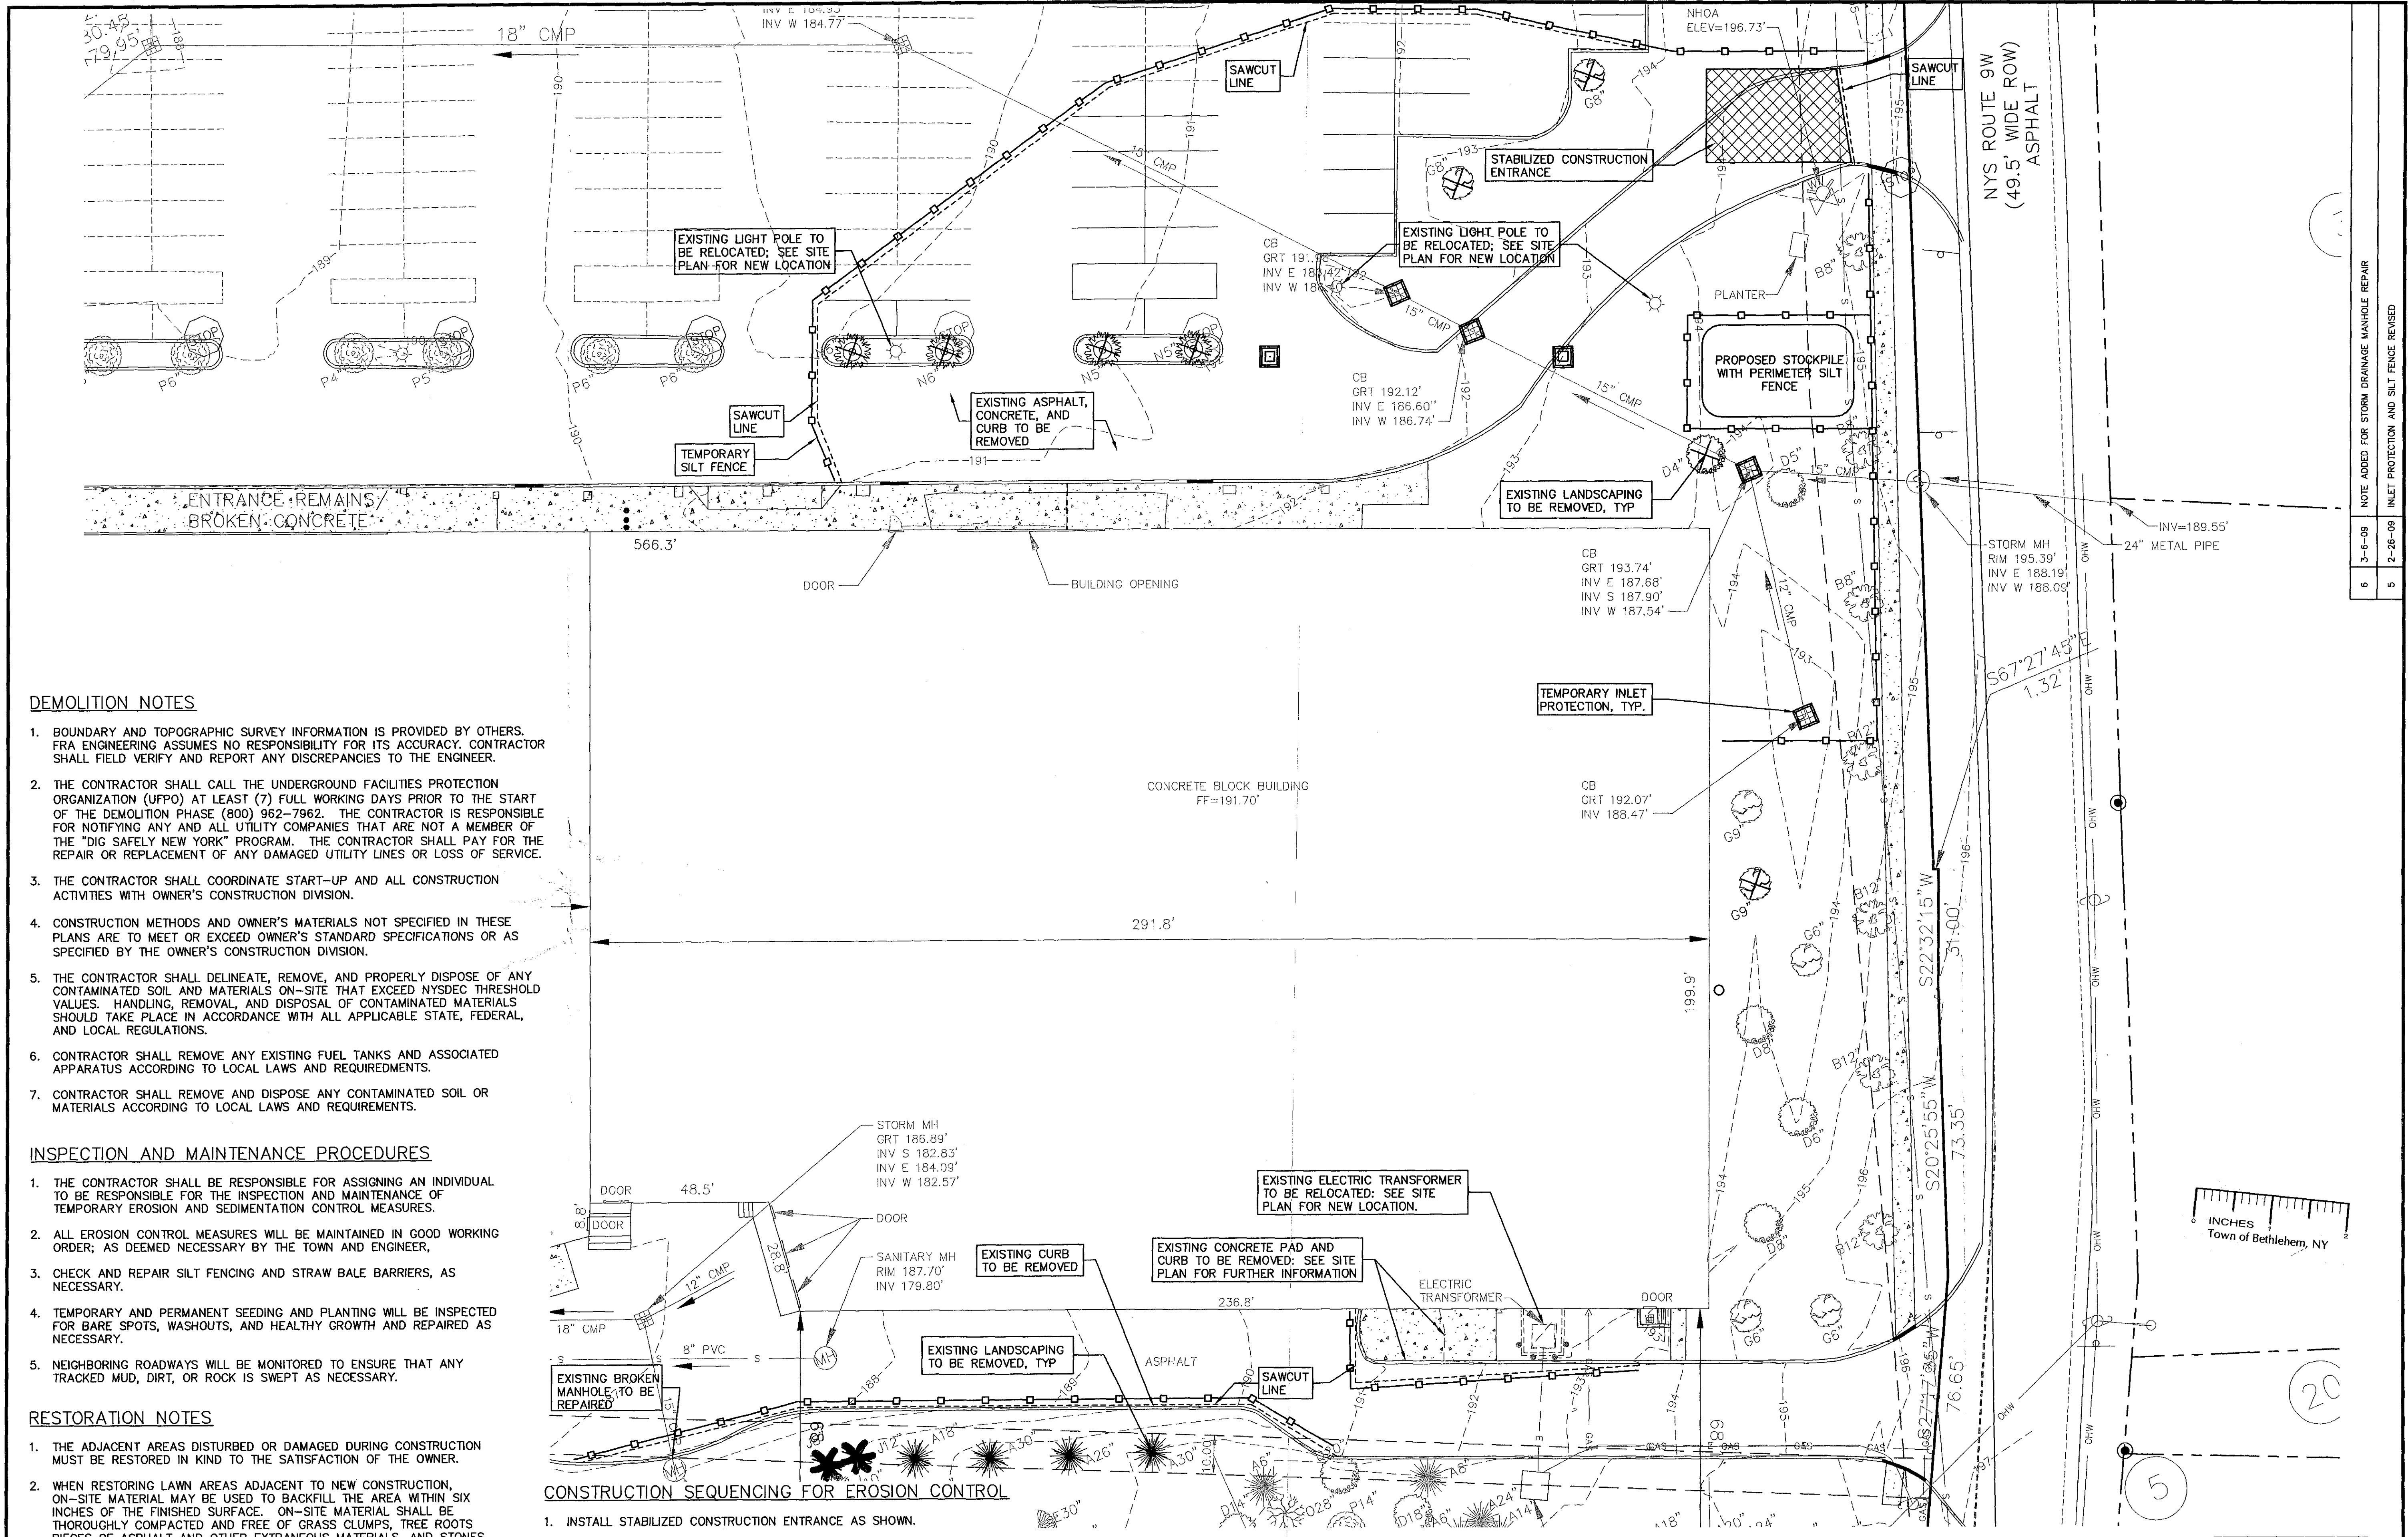 INV E 184.95'
INV W 184.77'
18" CMP
NHOA
ELEV=196.73'
SAWCUT
LINE
SAWCUT
LINE
NYS ROUTE 9W
(49.5' WIDE ROW)
ASPHALT
STABILIZED CONSTRUCTION
ENTRANCE
15" CMP
EXISTING LIGHT POLE TO
BE RELOCATED; SEE SITE
PLAN FOR NEW LOCATION
EXISTING LIGHT POLE TO
BE RELOCATED; SEE SITE
PLAN FOR NEW LOCATION
PLANTER
15" CMP
PROPOSED STOCKPILE
WITH PERIMETER SILT
FENCE
CB
GRT 192.12'
INV E 186.60"
INV W 186.74'
15" CMP
SAWCUT
LINE
EXISTING ASPHALT,
CONCRETE, AND
CURB TO BE
REMOVED
TEMPORARY
SILT FENCE
ENTRANCE REMAINS/
BROKEN CONCRETE
566.3'
DOOR
BUILDING OPENING
EXISTING LANDSCAPING
TO BE REMOVED, TYP
15" CMP
INV=189.55'
24" METAL PIPE
STORM MH
RIM 195.39'
INV E 188.19'
INV W 188.09'
CB
GRT 193.74'
INV E 187.68'
INV S 187.90'
INV W 187.54'
12" CMP
6 3-6-09 NOTE ADDED FOR STORM DRAINAGE MANHOLE REPAIR
5 2-26-09 INLET PROTECTION AND SILT FENCE REVISED
S67°27'45"E
1.32'
TEMPORARY INLET
PROTECTION, TYP.
CB
GRT 192.07'
INV 188.47'
CONCRETE BLOCK BUILDING
FF=191.70'
291.8'
199.9'
S22°32'15"W
31.00'
S20°25'55"W
73.35'
76.65'
DEMOLITION NOTES
1. BOUNDARY AND TOPOGRAPHIC SURVEY INFORMATION IS PROVIDED BY OTHERS.
FRA ENGINEERING ASSUMES NO RESPONSIBILITY FOR ITS ACCURACY. CONTRACTOR
SHALL FIELD VERIFY AND REPORT ANY DISCREPANCIES TO THE ENGINEER.
2. THE CONTRACTOR SHALL CALL THE UNDERGROUND FACILITIES PROTECTION
ORGANIZATION (UFPO) AT LEAST (7) FULL WORKING DAYS PRIOR TO THE START
OF THE DEMOLITION PHASE (800) 962-7962. THE CONTRACTOR IS RESPONSIBLE
FOR NOTIFYING ANY AND ALL UTILITY COMPANIES THAT ARE NOT A MEMBER OF
THE "DIG SAFELY NEW YORK" PROGRAM. THE CONTRACTOR SHALL PAY FOR THE
REPAIR OR REPLACEMENT OF ANY DAMAGED UTILITY LINES OR LOSS OF SERVICE.
3. THE CONTRACTOR SHALL COORDINATE START-UP AND ALL CONSTRUCTION
ACTIVITIES WITH OWNER'S CONSTRUCTION DIVISION.
4. CONSTRUCTION METHODS AND OWNER'S MATERIALS NOT SPECIFIED IN THESE
PLANS ARE TO MEET OR EXCEED OWNER'S STANDARD SPECIFICATIONS OR AS
SPECIFIED BY THE OWNER'S CONSTRUCTION DIVISION.
5. THE CONTRACTOR SHALL DELINEATE, REMOVE, AND PROPERLY DISPOSE OF ANY
CONTAMINATED SOIL AND MATERIALS ON-SITE THAT EXCEED NYSDEC THRESHOLD
VALUES. HANDLING, REMOVAL, AND DISPOSAL OF CONTAMINATED MATERIALS
SHOULD TAKE PLACE IN ACCORDANCE WITH ALL APPLICABLE STATE, FEDERAL,
AND LOCAL REGULATIONS.
6. CONTRACTOR SHALL REMOVE ANY EXISTING FUEL TANKS AND ASSOCIATED
APPARATUS ACCORDING TO LOCAL LAWS AND REQUIREDMENTS.
7. CONTRACTOR SHALL REMOVE AND DISPOSE ANY CONTAMINATED SOIL OR
MATERIALS ACCORDING TO LOCAL LAWS AND REQUIREMENTS.
INSPECTION AND MAINTENANCE PROCEDURES
1. THE CONTRACTOR SHALL BE RESPONSIBLE FOR ASSIGNING AN INDIVIDUAL
TO BE RESPONSIBLE FOR THE INSPECTION AND MAINTENANCE OF
TEMPORARY EROSION AND SEDIMENTATION CONTROL MEASURES.
2. ALL EROSION CONTROL MEASURES WILL BE MAINTAINED IN GOOD WORKING
ORDER; AS DEEMED NECESSARY BY THE TOWN AND ENGINEER,
3. CHECK AND REPAIR SILT FENCING AND STRAW BALE BARRIERS, AS
NECESSARY.
4. TEMPORARY AND PERMANENT SEEDING AND PLANTING WILL BE INSPECTED
FOR BARE SPOTS, WASHOUTS, AND HEALTHY GROWTH AND REPAIRED AS
NECESSARY.
5. NEIGHBORING ROADWAYS WILL BE MONITORED TO ENSURE THAT ANY
TRACKED MUD, DIRT, OR ROCK IS SWEPT AS NECESSARY.
RESTORATION NOTES
1. THE ADJACENT AREAS DISTURBED OR DAMAGED DURING CONSTRUCTION
MUST BE RESTORED IN KIND TO THE SATISFACTION OF THE OWNER.
2. WHEN RESTORING LAWN AREAS ADJACENT TO NEW CONSTRUCTION,
ON-SITE MATERIAL MAY BE USED TO BACKFILL THE AREA WITHIN SIX
INCHES OF THE FINISHED SURFACE. ON-SITE MATERIAL SHALL BE
THOROUGHLY COMPACTED AND FREE OF GRASS CLUMPS, TREE ROOTS
PIECES OF ASPHALT AND OTHER EXTRANEOUS MATERIALS, AND STONES
STORM MH
GRT 186.89'
INV S 182.83'
INV E 184.09'
INV W 182.57'
DOOR
48.5'
8.8'
DOOR
28.8'
DOOR
SANITARY MH
RIM 187.70'
INV 179.80'
12" CMP
18" CMP
8" PVC
EXISTING BROKEN
MANHOLE TO BE
REPAIRED
EXISTING CURB
TO BE REMOVED
EXISTING LANDSCAPING
TO BE REMOVED, TYP
EXISTING ELECTRIC TRANSFORMER
TO BE RELOCATED: SEE SITE
PLAN FOR NEW LOCATION.
EXISTING CONCRETE PAD AND
CURB TO BE REMOVED: SEE SITE
PLAN FOR FURTHER INFORMATION
ELECTRIC
TRANSFORMER
DOOR
236.8'
ASPHALT
SAWCUT
LINE
CONSTRUCTION SEQUENCING FOR EROSION CONTROL
1. INSTALL STABILIZED CONSTRUCTION ENTRANCE AS SHOWN.
INCHES
Town of Bethlehem, NY
20
5